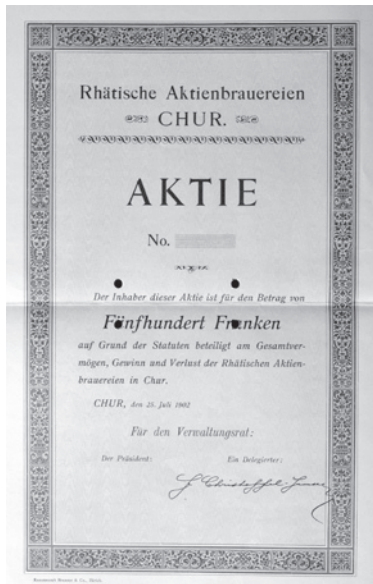 Rhätische Aktienbrauereien
CHUR.
AKTIE
No.
Der Inhaber dieser Aktie ist für den Betrag von
Fünfhundert Franken
auf Grund der Statuten beteiligt am Gesamtver-
mögen, Gewinn und Verlust der Rhätischen Aktien-
brauereien in Chur.
CHUR, den 25. Juli 1902
Für den Verwaltungsrat:
Der Präsident: Ein Delegierter: